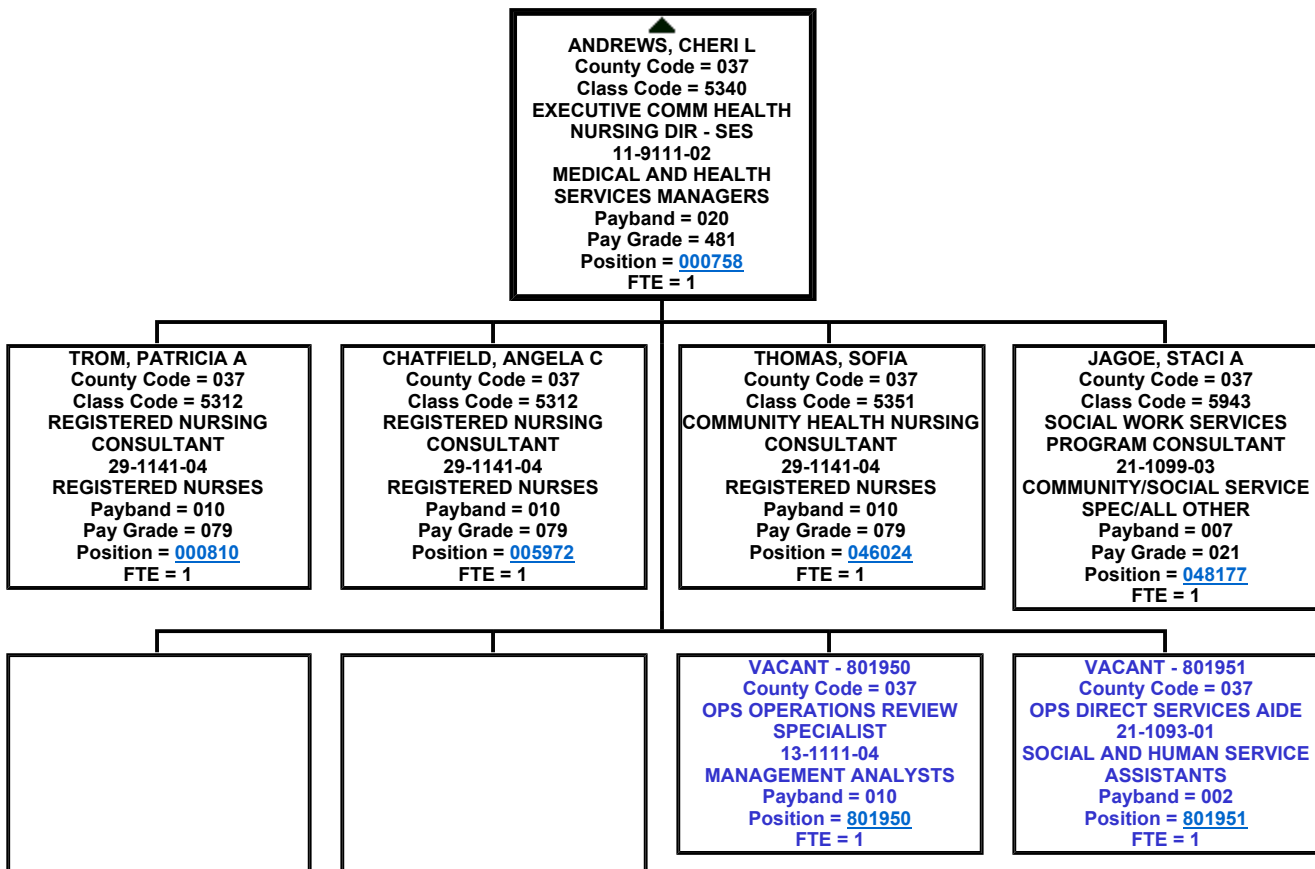 ANDREWS, CHERI L
County Code = 037
Class Code = 5340
EXECUTIVE COMM HEALTH
NURSING DIR - SES
11-9111-02
MEDICAL AND HEALTH
SERVICES MANAGERS
Payband = 020
Pay Grade = 481
Position = 000758
FTE = 1
TROM, PATRICIA A
County Code = 037
Class Code = 5312
REGISTERED NURSING
CONSULTANT
29-1141-04
REGISTERED NURSES
Payband = 010
Pay Grade = 079
Position = 000810
FTE = 1
CHATFIELD, ANGELA C
County Code = 037
Class Code = 5312
REGISTERED NURSING
CONSULTANT
29-1141-04
REGISTERED NURSES
Payband = 010
Pay Grade = 079
Position = 005972
FTE = 1
THOMAS, SOFIA
County Code = 037
Class Code = 5351
COMMUNITY HEALTH NURSING
CONSULTANT
29-1141-04
REGISTERED NURSES
Payband = 010
Pay Grade = 079
Position = 046024
FTE = 1
JAGOE, STACI A
County Code = 037
Class Code = 5943
SOCIAL WORK SERVICES
PROGRAM CONSULTANT
21-1099-03
COMMUNITY/SOCIAL SERVICE
SPEC/ALL OTHER
Payband = 007
Pay Grade = 021
Position = 048177
FTE = 1
VACANT - 801950
County Code = 037
OPS OPERATIONS REVIEW
SPECIALIST
13-1111-04
MANAGEMENT ANALYSTS
Payband = 010
Position = 801950
FTE = 1
VACANT - 801951
County Code = 037
OPS DIRECT SERVICES AIDE
21-1093-01
SOCIAL AND HUMAN SERVICE
ASSISTANTS
Payband = 002
Position = 801951
FTE = 1